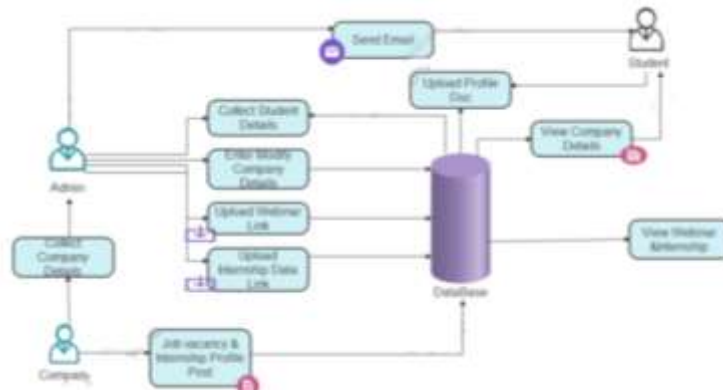 Send Email
Student
Upload Profile
Doc
Collect Student
Details
View Company
Details
Enter Modify
Company
Details
Admin
Upload Webinar
Link
View Webinar
&Internship
Collect
Company
Details
Upload
Internship Data
Link
DataBase
Job vacancy &
Internship Profile
Post
Company